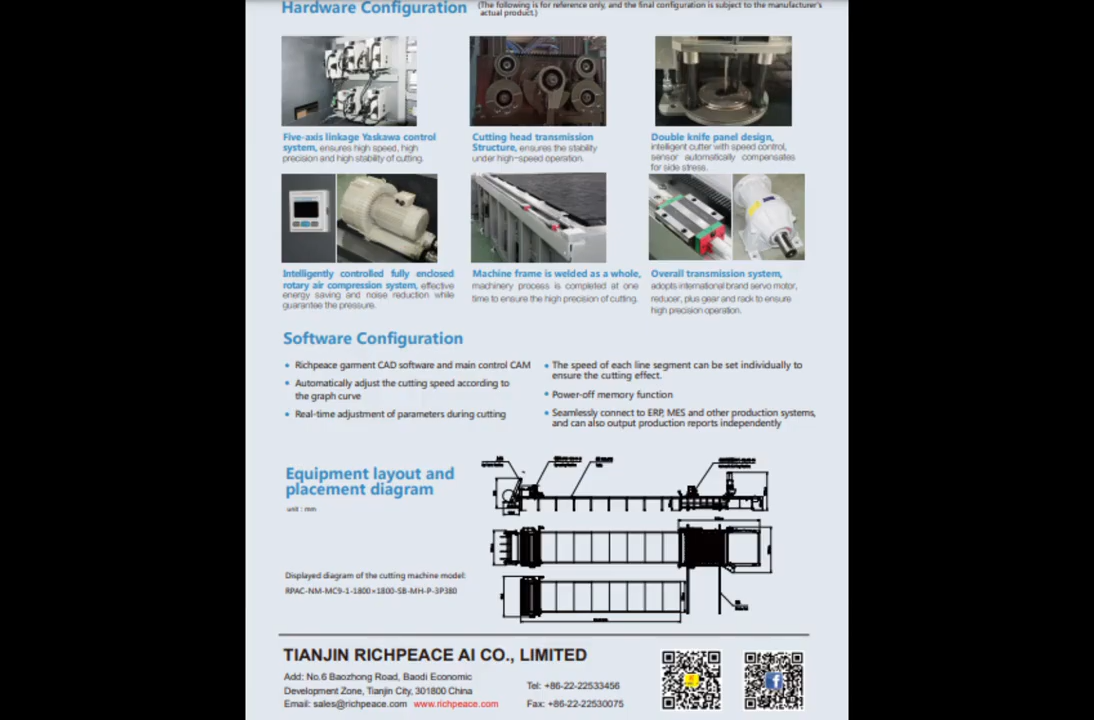 Hardware Configuration
(The following is for reference only, and the final configuration is subject to the manufacturer's
actual product.)
Five-axis linkage Yaskawa control
system, ensures high speed, high
precision and high stability of cutting.
Cutting head transmission
Structure, ensures the stability
under high-speed operation.
Double knife panel design,
intelligent cutter with speed control,
sensor automatically compensates
for side stress.
Intelligently controlled fully enclosed
rotary air compression system, effective
energy saving and noise reduction while
guarantee the pressure.
Machine frame is welded as a whole,
machinery process is completed at one
time to ensure the high precision of cutting.
Overall transmission system,
adopts international brand servo motor,
reducer, plus gear and rack to ensure
high precision operation.
Software Configuration
• Richpeace garment CAD software and main control CAM
• Automatically adjust the cutting speed according to
the graph curve
• Real-time adjustment of parameters during cutting
• The speed of each line segment can be set individually to
ensure the cutting effect.
• Power-off memory function
• Seamlessly connect to ERP, MES and other production systems,
and can also output production reports independently
Equipment layout and
placement diagram
unit : mm
Displayed diagram of the cutting machine model:
RPAC-NM-MC9-1-1800×1800-SB-MH-P-3P380
TIANJIN RICHPEACE AI CO., LIMITED
Add: No.6 Baozhong Road, Baodi Economic
Development Zone, Tianjin City, 301800 China
Email: sales@richpeace.com www.richpeace.com
Tel: +86-22-22533456
Fax: +86-22-22530075